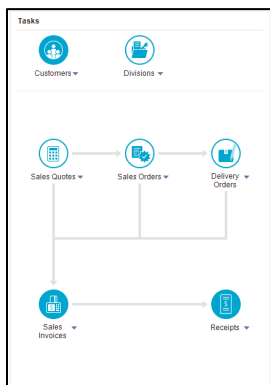 Tasks
Customers
Divisions
Sales Quotes
Sales Orders
Delivery
Orders
Sales
Invoices
Receipts